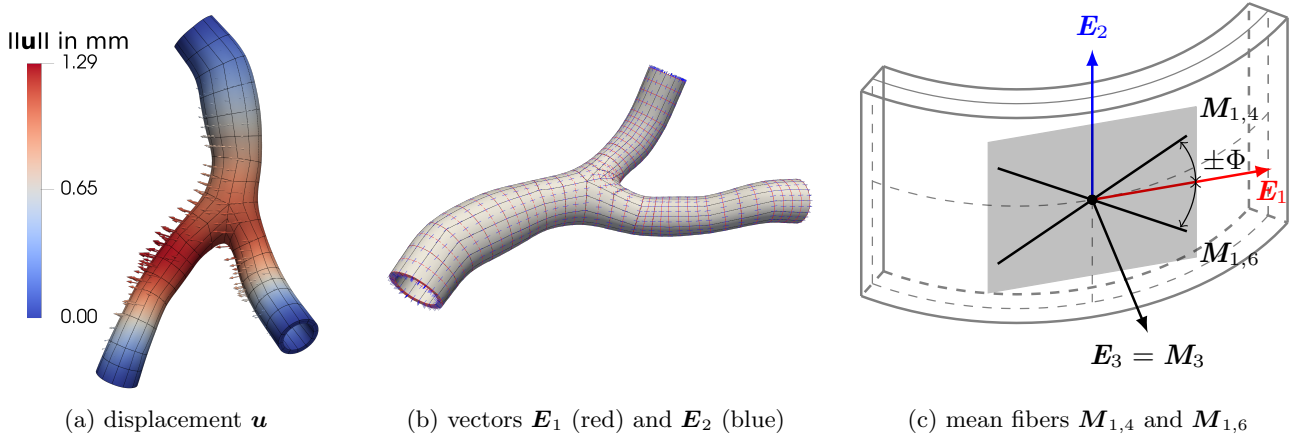 ||u|| in mm
1.29
0.65
0.00
E₂
M₁,₄
±Φ
E₁
M₁,₆
E₃ = M₃
(a) displacement u
(b) vectors E₁ (red) and E₂ (blue)
(c) mean fibers M₁,₄ and M₁,₆